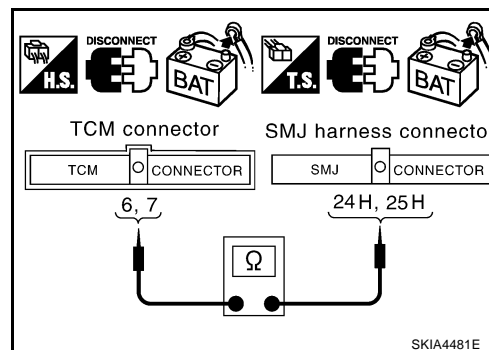 H.S.
DISCONNECT
BAT
T.S.
DISCONNECT
BAT
TCM connector
SMJ harness connecto
TCM CONNECTOR
SMJ CONNECTOR
6, 7
24H, 25H
Ω
SKIA4481E